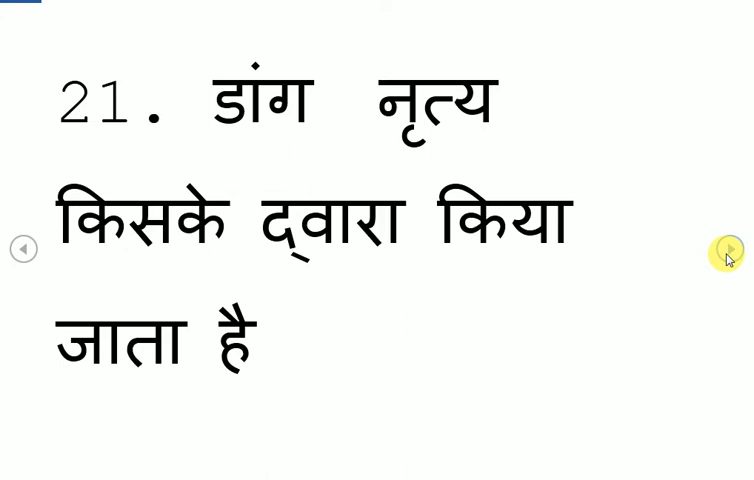 21. डांग नृत्य
किसके द्वारा किया
जाता है